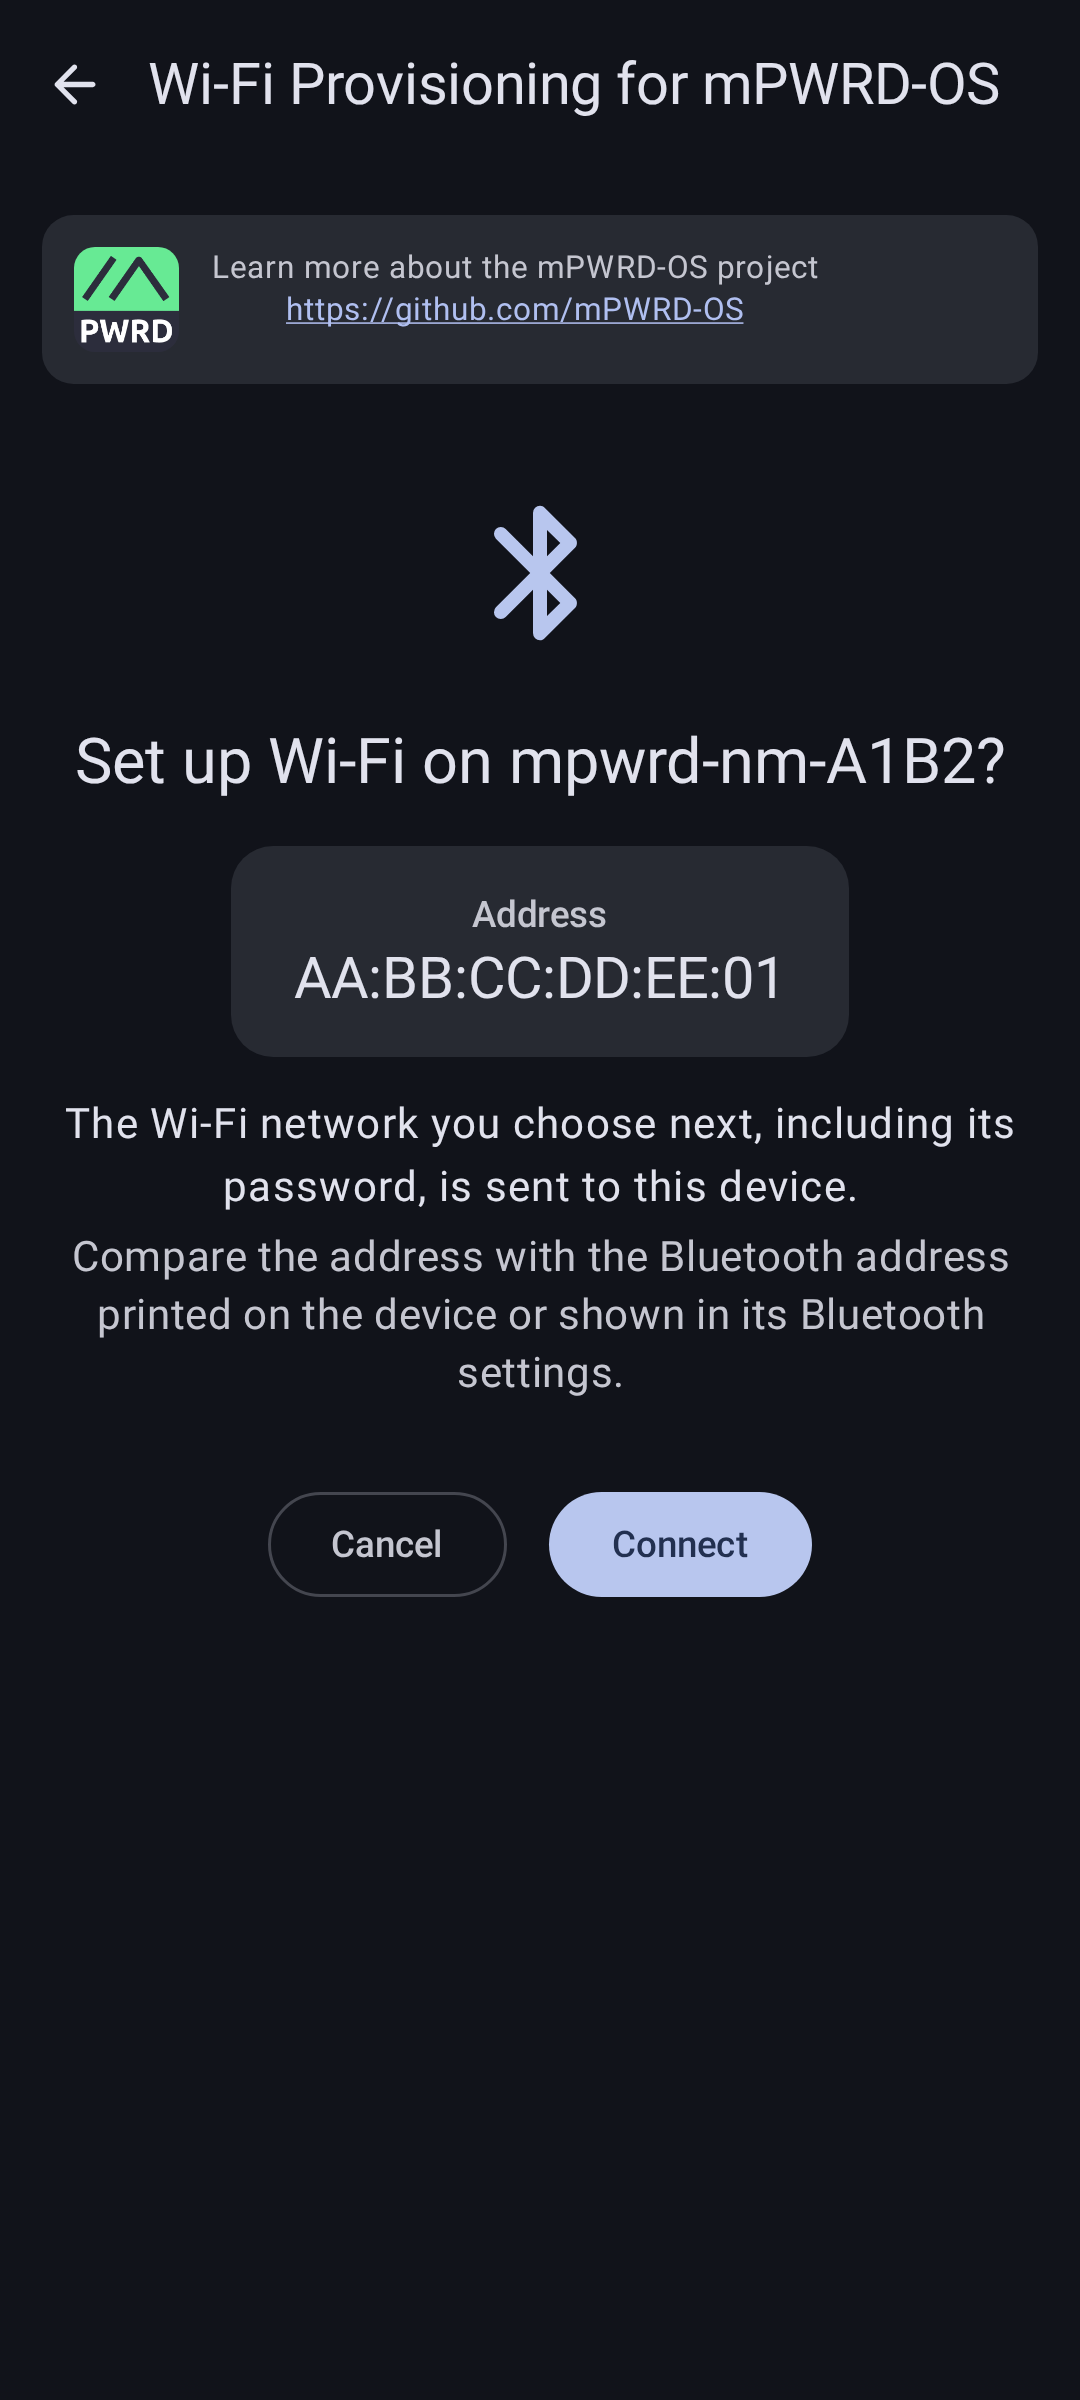 Wi-Fi Provisioning for mPWRD-OS
Learn more about the mPWRD-OS project
https://github.com/mPWRD-OS
PWRD
Set up Wi-Fi on mpwrd-nm-A1B2?
Address
AA:BB:CC:DD:EE:01
The Wi-Fi network you choose next, including its
password, is sent to this device.
Compare the address with the Bluetooth address
printed on the device or shown in its Bluetooth
settings.
Cancel
Connect